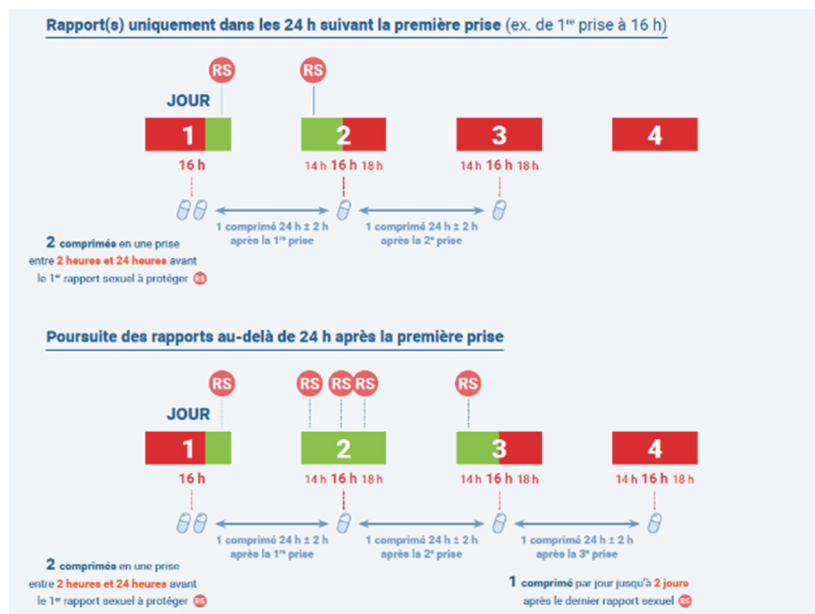 Rapport(s) uniquement dans les 24 h suivant la première prise (ex. de 1re prise à 16 h)
RS RS
JOUR
1 2 3 4
16 h 14 h 16 h 18 h 14 h 16 h 18 h
1 comprimé 24 h ± 2 h 1 comprimé 24 h ± 2 h
après la 1re prise après la 2e prise
2 comprimés en une prise
entre 2 heures et 24 heures avant
le 1er rapport sexuel à protéger RS
Poursuite des rapports au-delà de 24 h après la première prise
RS RS RS RS RS
JOUR
1 2 3 4
16 h 14 h 16 h 18 h 14 h 16 h 18 h 14 h 16 h 18 h
1 comprimé 24 h ± 2 h 1 comprimé 24 h ± 2 h 1 comprimé 24 h ± 2 h
après la 1re prise après la 2e prise après la 3e prise
2 comprimés en une prise
entre 2 heures et 24 heures avant
le 1er rapport sexuel à protéger RS
1 comprimé par jour jusqu'à 2 jours
après le dernier rapport sexuel RS